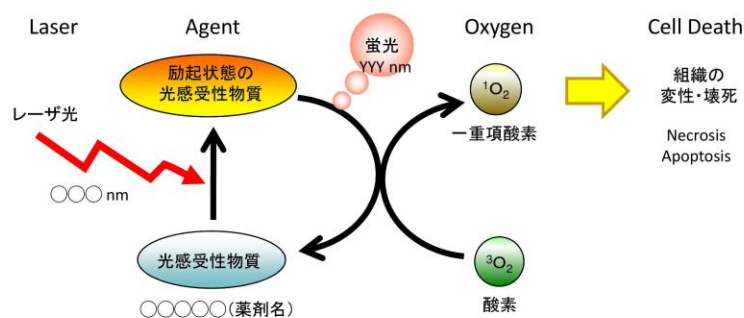 Laser
Agent
Oxygen
Cell Death
励起状態の
光感受性物質
蛍光
YYY nm
¹O₂
一重項酸素
組織の
変性・壊死
Necrosis
Apoptosis
レーザ光
○○○ nm
光感受性物質
○○○○○(薬剤名)
³O₂
酸素